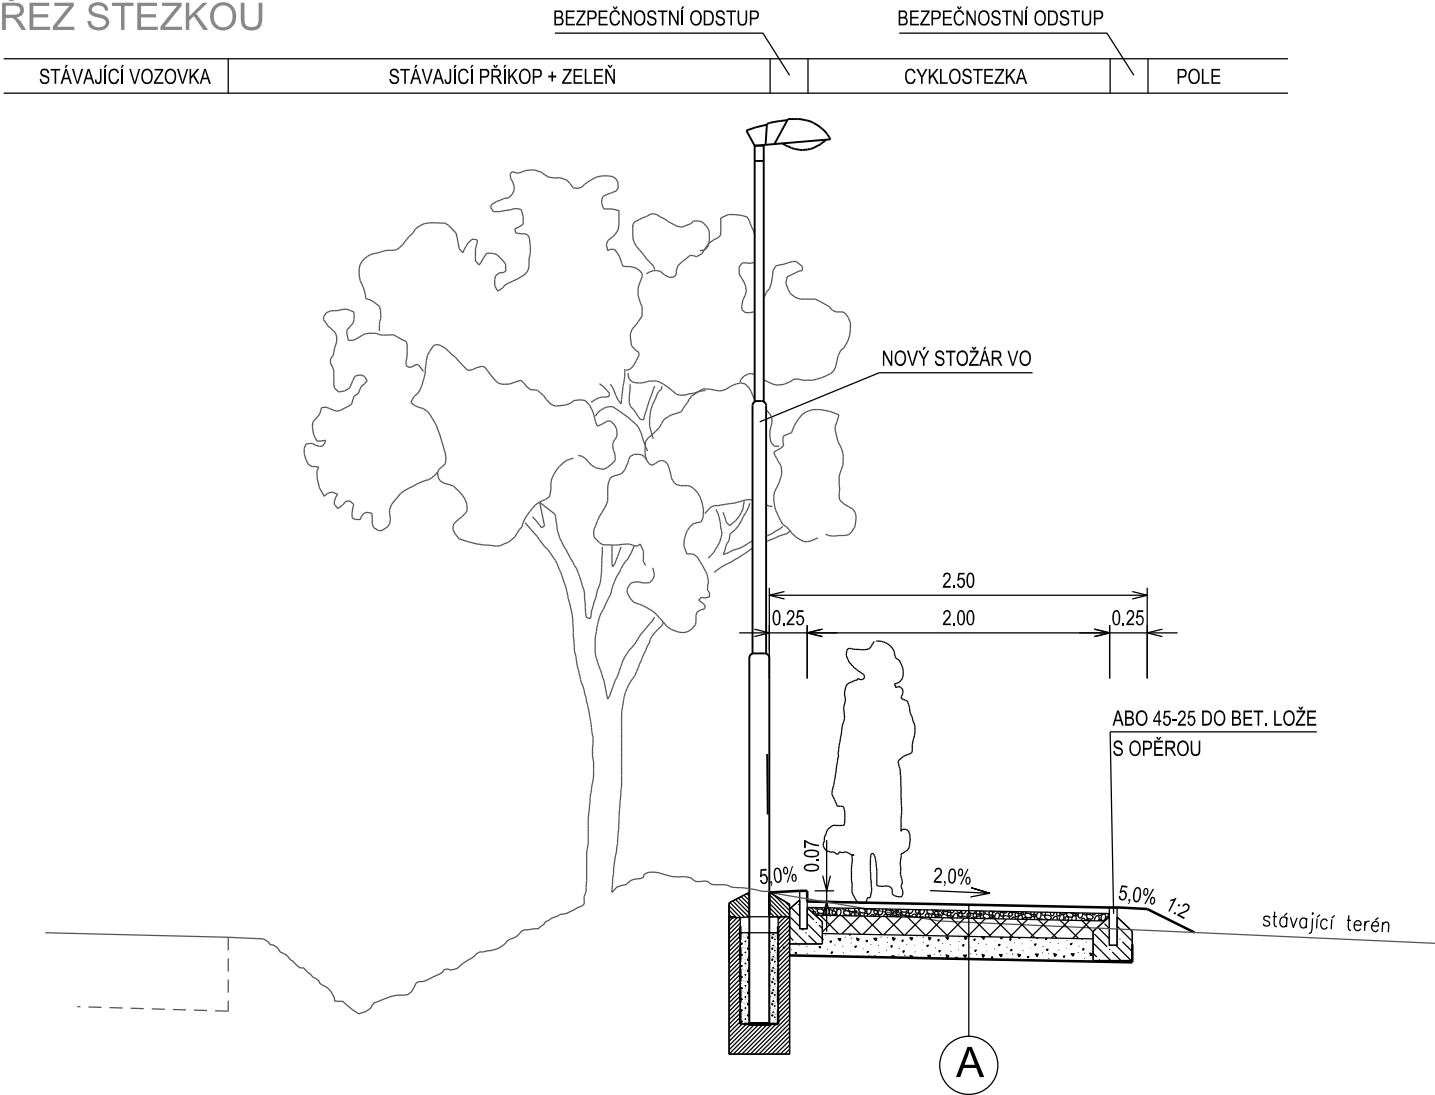 ŘEZ STEZKOU
BEZPEČNOSTNÍ ODSTUP
BEZPEČNOSTNÍ ODSTUP
STÁVAJÍCÍ VOZOVKA
STÁVAJÍCÍ PŘÍKOP + ZELEŇ
CYKLOSTEZKA
POLE
NOVÝ STOŽÁR VO
2.50
0.25
2.00
0.25
ABO 45-25 DO BET. LOŽE
S OPĚROU
0.07
5,0%
2,0%
5,0%
1:2
stávající terén
A